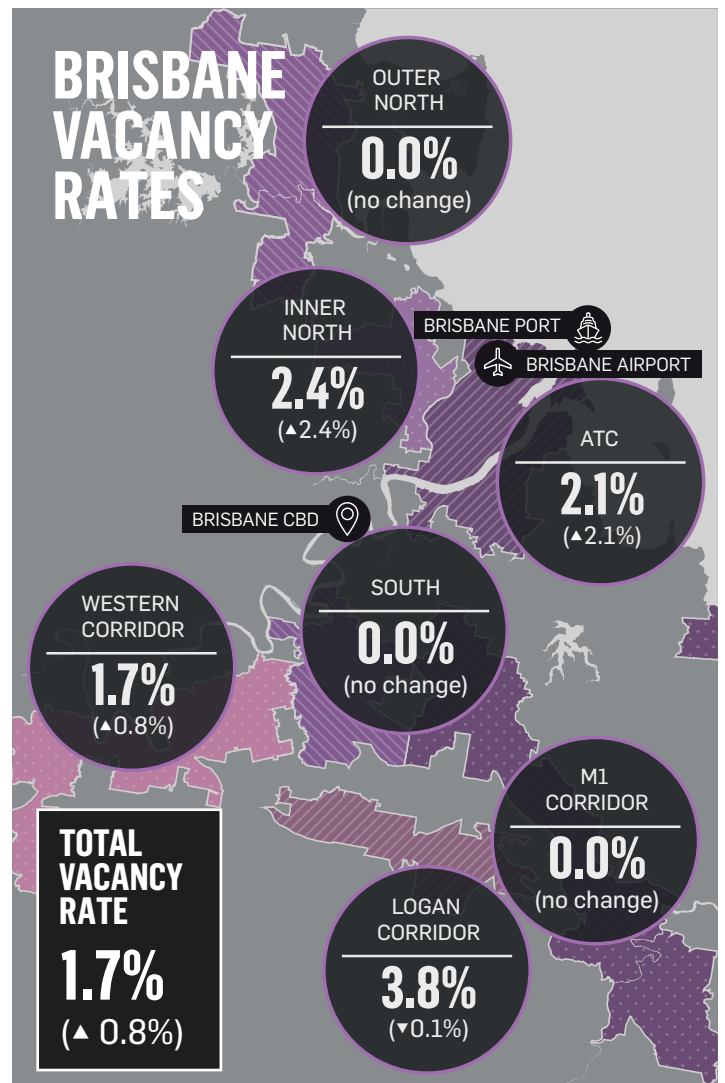 BRISBANE
VACANCY
RATES
OUTER
NORTH
0.0%
(no change)
INNER
NORTH
2.4%
(▲2.4%)
BRISBANE PORT
BRISBANE AIRPORT
ATC
2.1%
(▲2.1%)
BRISBANE CBD
SOUTH
0.0%
(no change)
WESTERN
CORRIDOR
1.7%
(▲0.8%)
M1
CORRIDOR
0.0%
(no change)
LOGAN
CORRIDOR
3.8%
(▼0.1%)
TOTAL
VACANCY
RATE
1.7%
(▲ 0.8%)